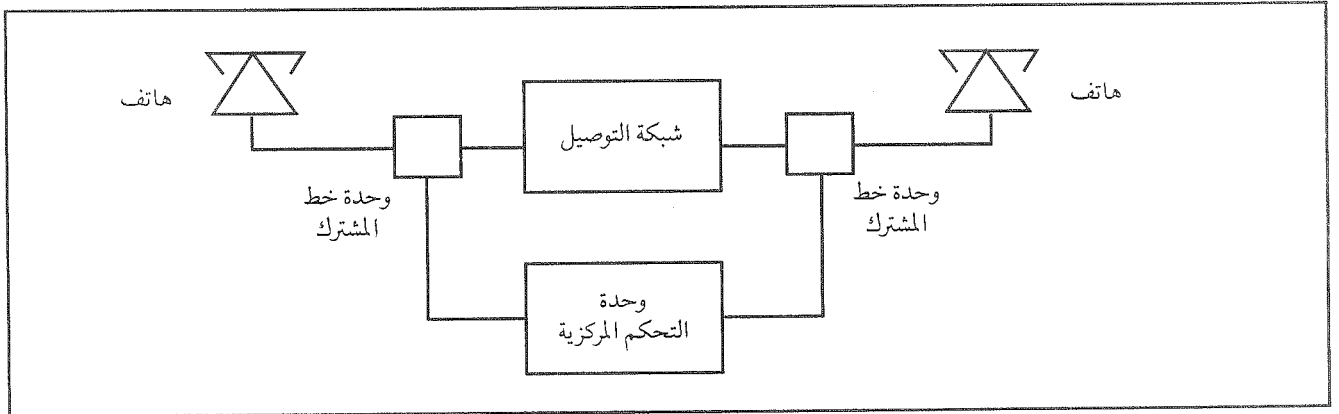 هاتف
هاتف
شبكة التوصيل
وحدة خط
المشترك
وحدة خط
المشترك
وحدة
التحكم المركزية